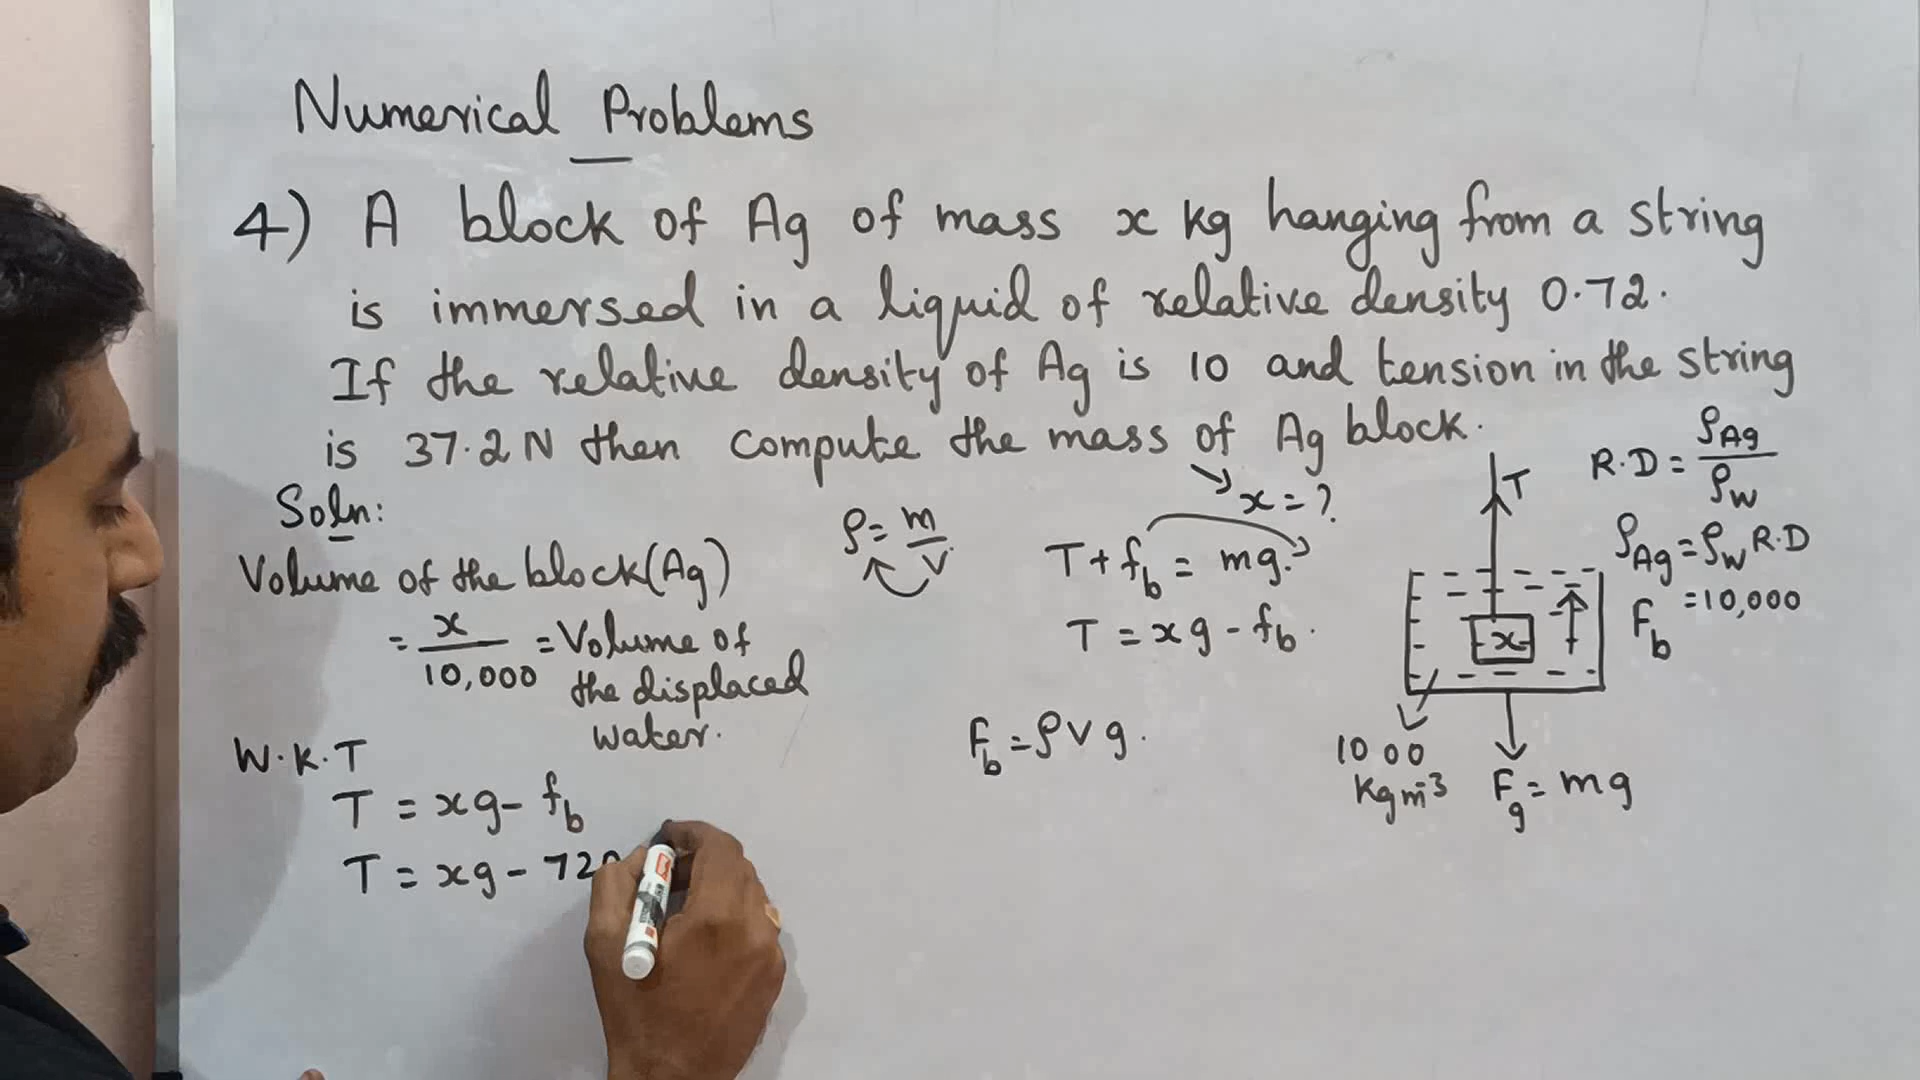 Numerical Problems
4) A block of Ag of mass x kg hanging from a string
is immersed in a liquid of relative density 0.72.
If the relative density of Ag is 10 and tension in the string
is 37.2 N then compute the mass of Ag block.
x = ?
Soln:
Volume of the block (Ag)
= x / 10,000 = Volume of
the displaced
water.
W.K.T
T = xg - fb
T = xg - 720
ρ = m / V.
T + fb = mg.
T = xg - fb.
Fb = ρ V g.
T
x
Fb
1000
kgm-3
Fg = mg
R.D = ρAg / ρw
ρAg = ρw R.D
= 10,000